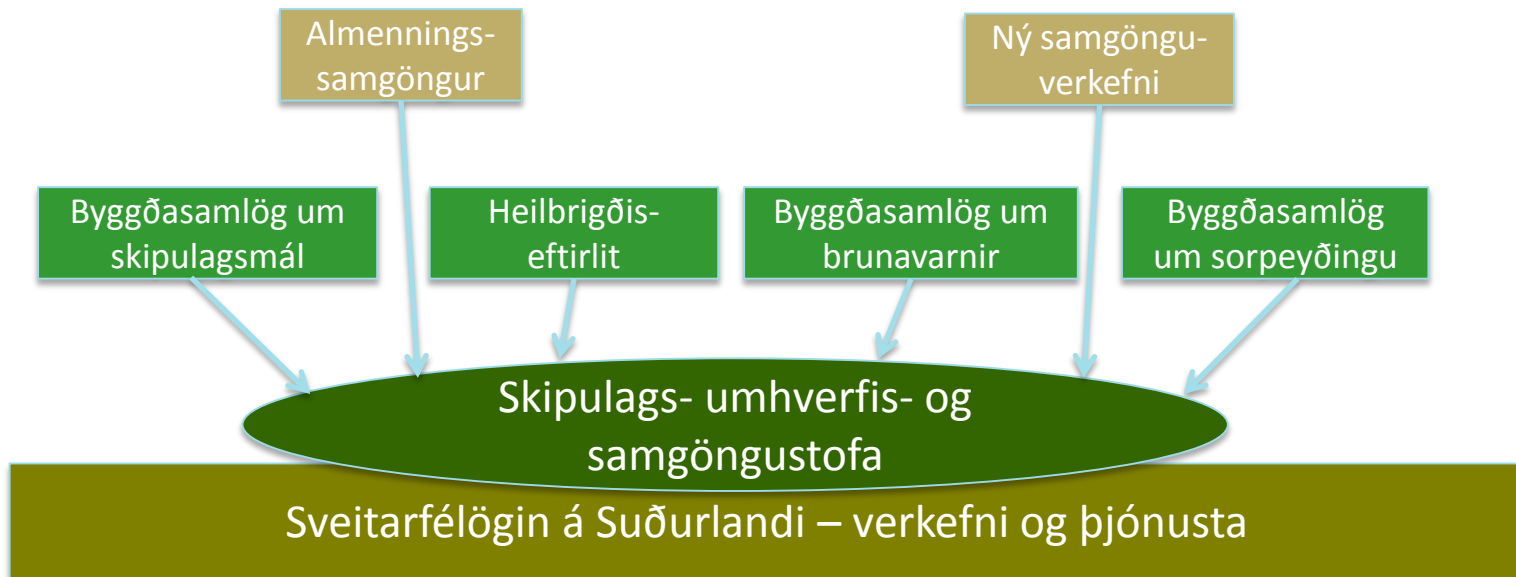 Almennings-
samgöngur
Ný samgöngu-
verkefni
Byggðasamlög um
skipulagsmál
Heilbrigðis-
eftirlit
Byggðasamlög um
brunavarnir
Byggðasamlög
um sorpeyðingu
Skipulags- umhverfis- og
samgöngustofa
Sveitarfélögin á Suðurlandi – verkefni og þjónusta